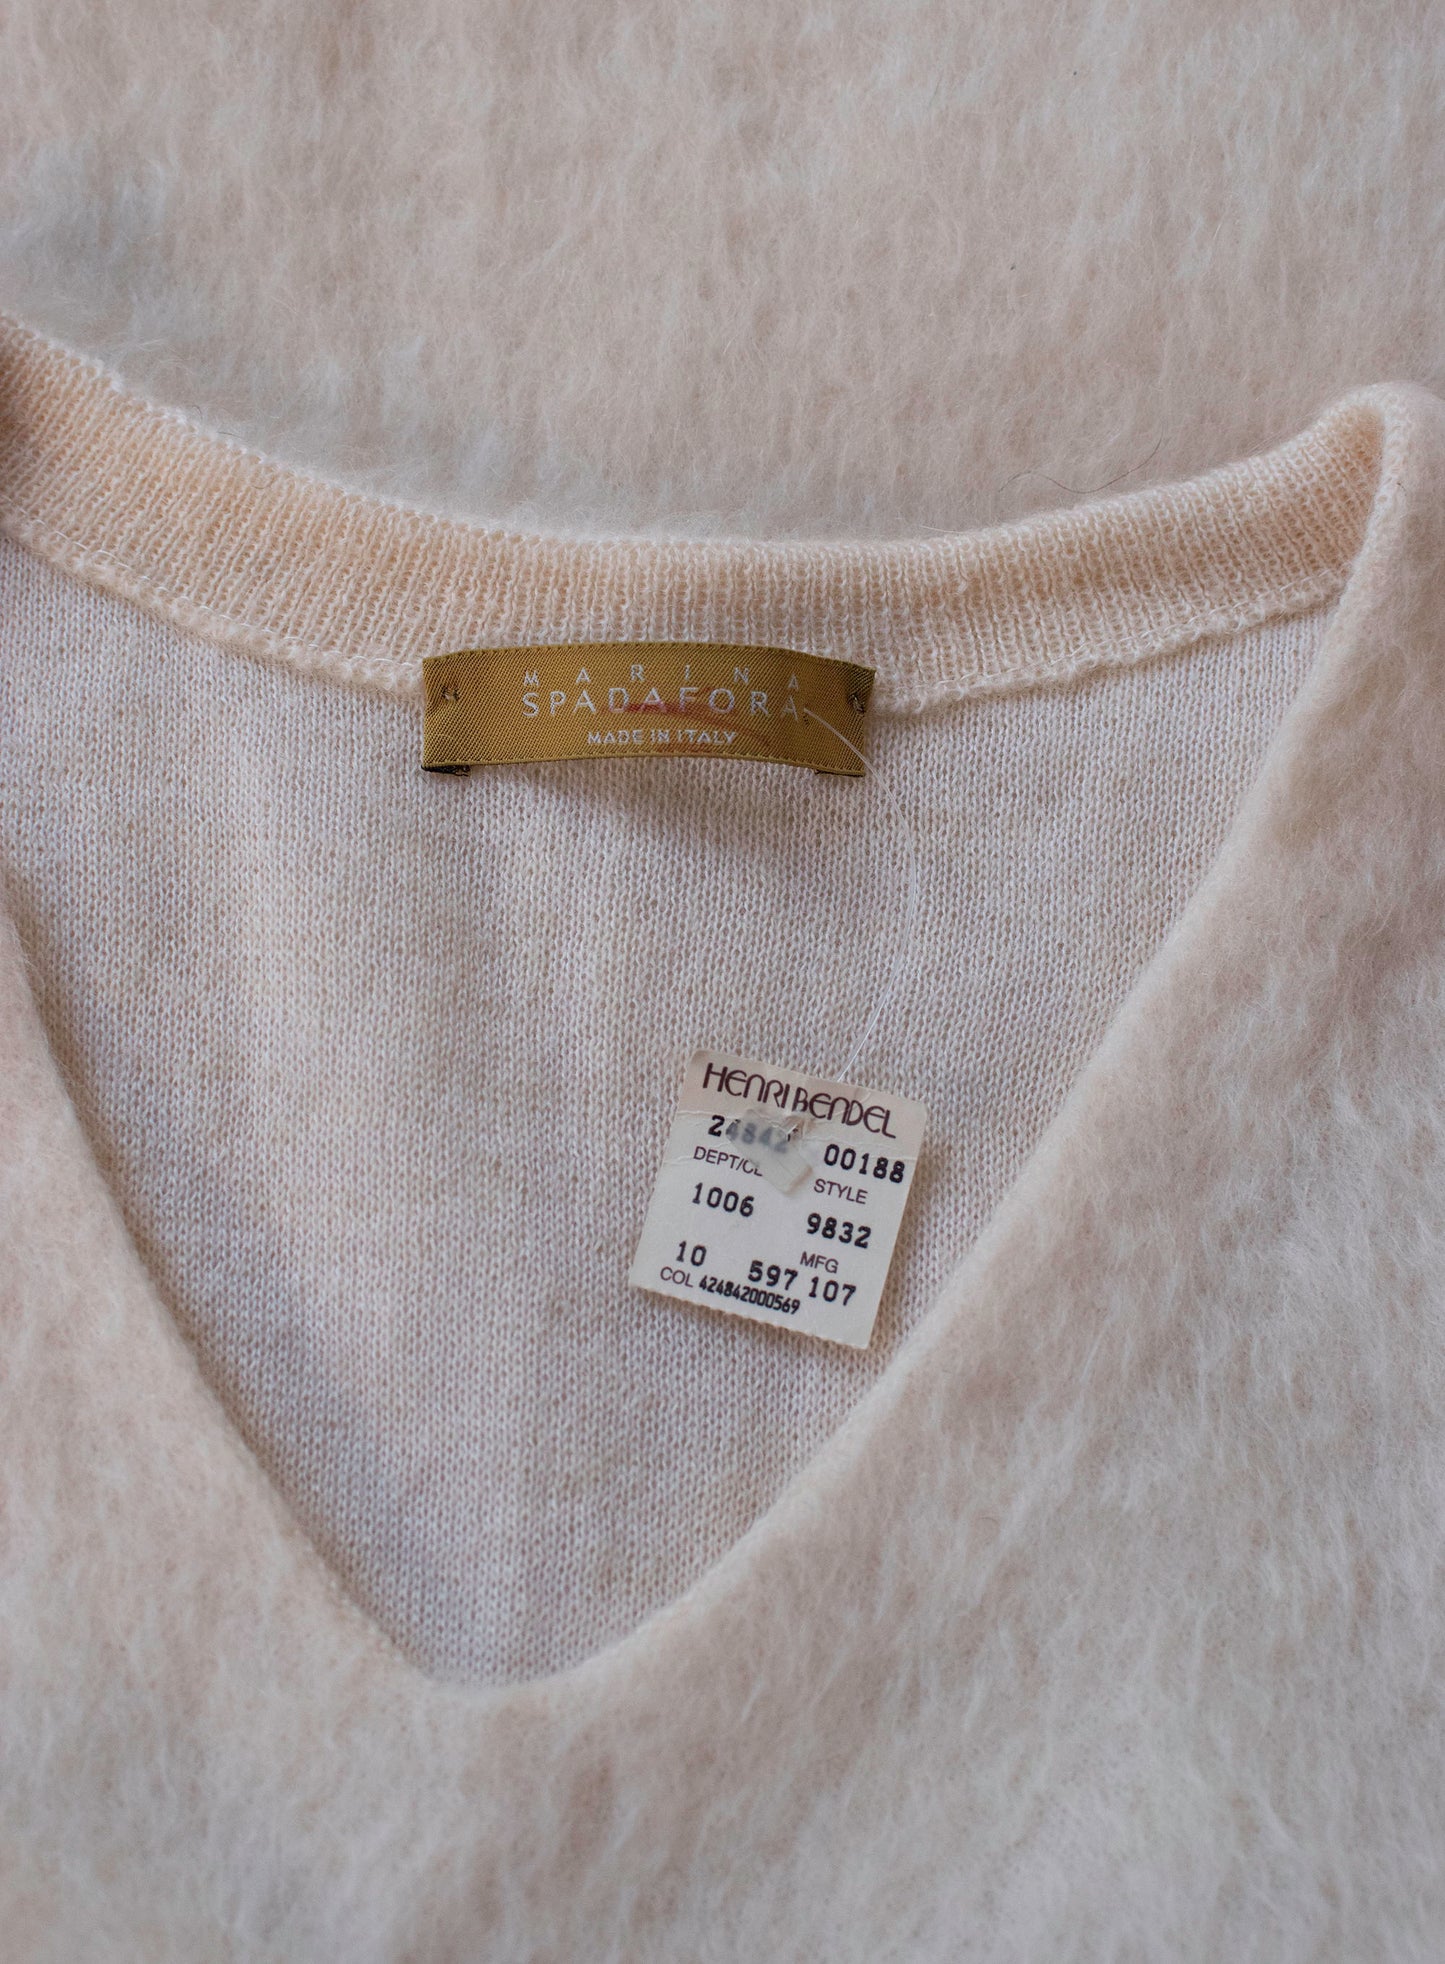 MARINA
SPADAFORA
MADE IN ITALY
HENRI BENDEL
24842 00188
DEPT/CL STYLE
1006 9832
MFG
10 597 107
COL 424842000569